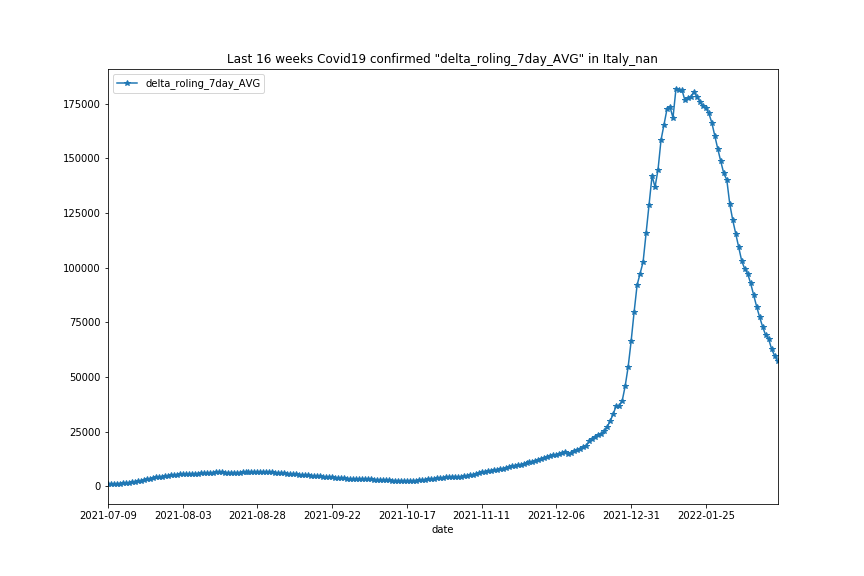 Last 16 weeks Covid19 confirmed "delta_roling_7day_AVG" in Italy_nan
delta_roling_7day_AVG
175000
150000
125000
100000
75000
50000
25000
0
2021-07-09 2021-08-03 2021-08-28 2021-09-22 2021-10-17 2021-11-11 2021-12-06 2021-12-31 2022-01-25
date